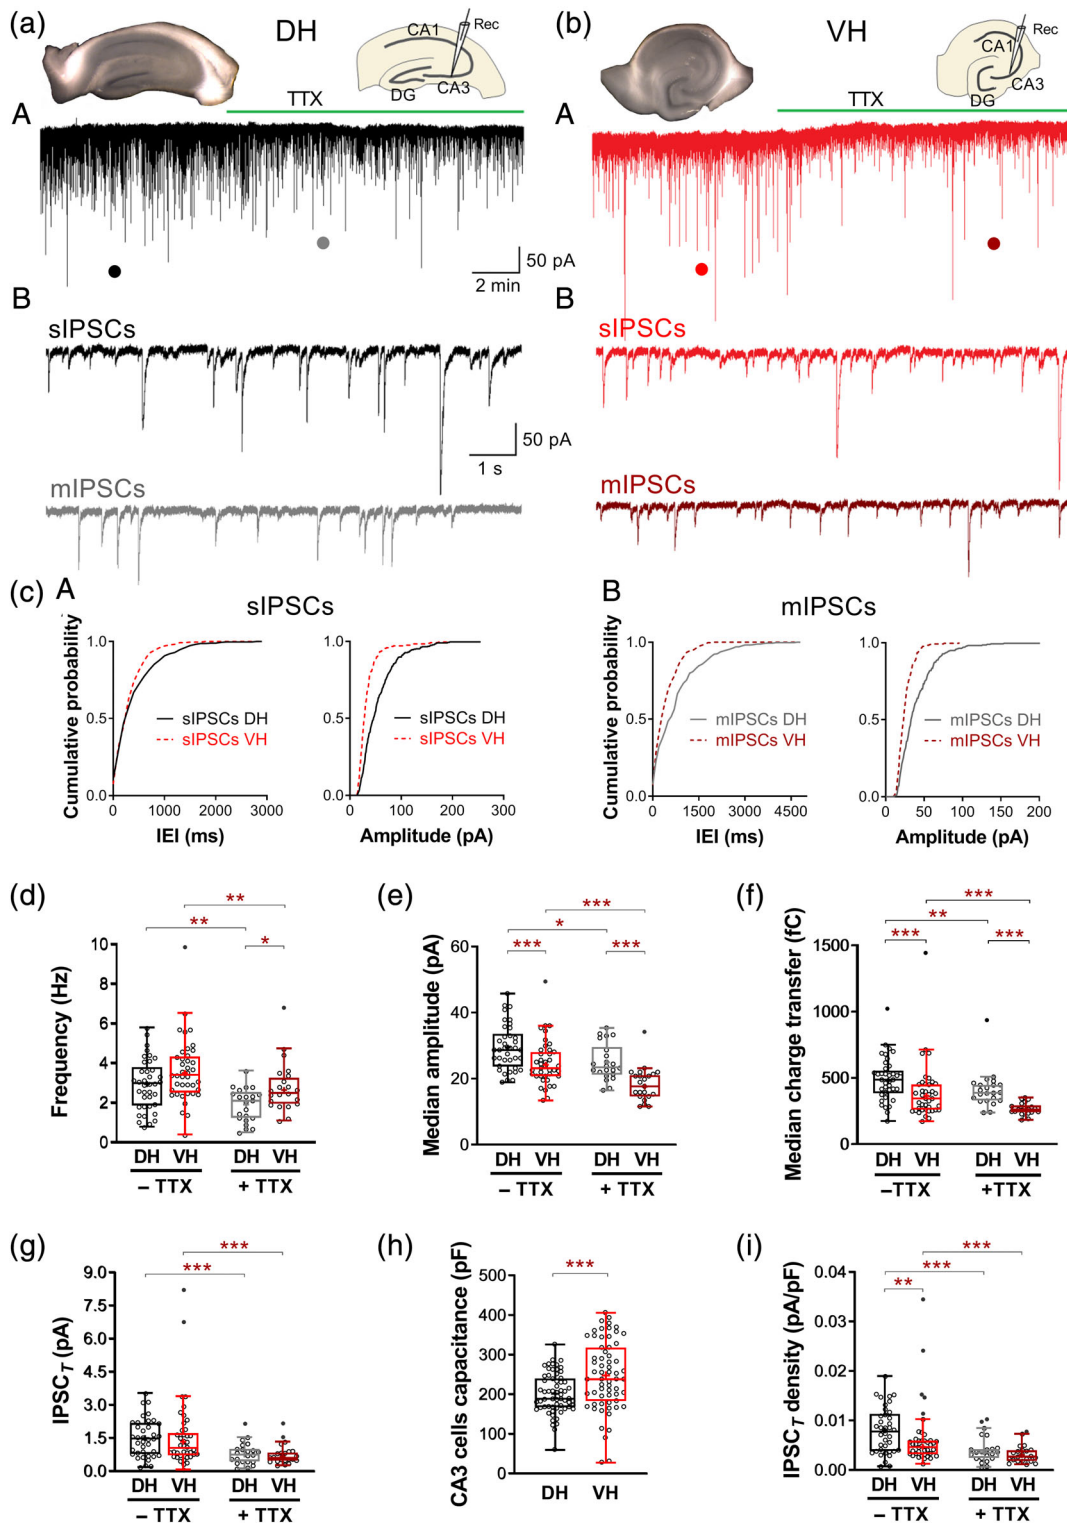 (a)
DH
CA1
Rec
CA3
DG
TTX
A
50 pA
2 min
B
sIPSCs
50 pA
1 s
mIPSCs
(b)
VH
CA1
Rec
CA3
DG
TTX
A
B
sIPSCs
mIPSCs
(c)
A
sIPSCs
Cumulative probability
1.0
0.5
0.0
sIPSCs DH
sIPSCs VH
0 1000 2000 3000
IEI (ms)
1.0
0.5
0.0
sIPSCs DH
sIPSCs VH
0 100 200 300
Amplitude (pA)
B
mIPSCs
Cumulative probability
1.0
0.5
0.0
mIPSCs DH
mIPSCs VH
0 1500 3000 4500
IEI (ms)
1.0
0.5
0.0
mIPSCs DH
mIPSCs VH
0 50 100 150 200
Amplitude (pA)
(d)
**
**
*
Frequency (Hz)
10
8
6
4
2
0
DH VH DH VH
– TTX + TTX
(e)
***
*
***
***
Median amplitude (pA)
60
40
20
0
DH VH DH VH
– TTX + TTX
(f)
***
**
***
***
Median charge transfer (fC)
1500
1000
500
0
DH VH DH VH
–TTX +TTX
(g)
***
***
IPSCT (pA)
9.0
7.5
6.0
4.5
3.0
1.5
0.0
DH VH DH VH
– TTX + TTX
(h)
***
CA3 cells capacitance (pF)
500
400
300
200
100
0
DH VH
(i)
***
***
**
IPSCT density (pA/pF)
0.04
0.03
0.02
0.01
0.00
DH VH DH VH
– TTX + TTX